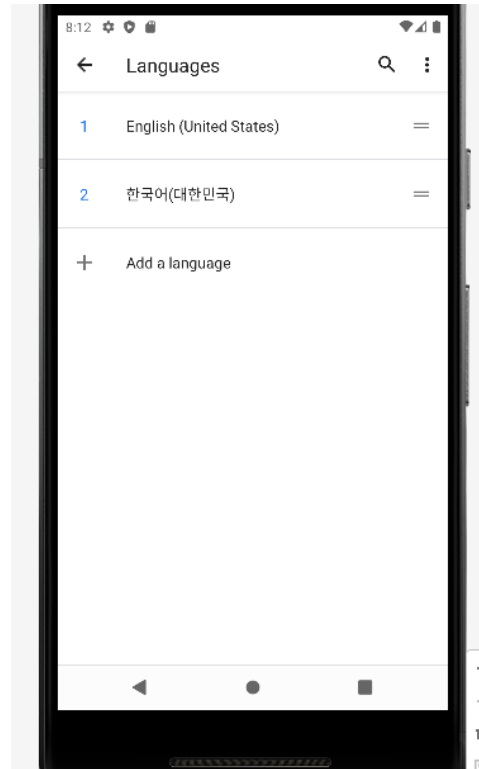 8:12
Languages
1 English (United States)
2 한국어(대한민국)
Add a language